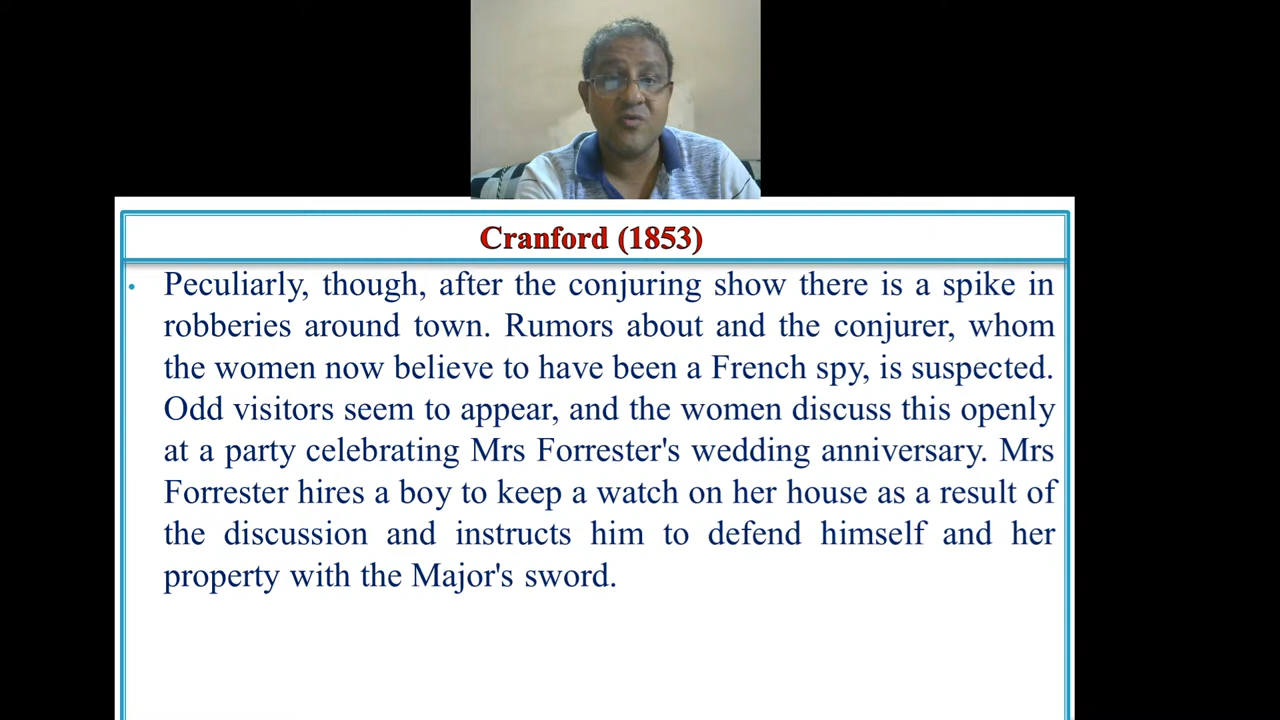 Cranford (1853)
• Peculiarly, though, after the conjuring show there is a spike in
robberies around town. Rumors about and the conjurer, whom
the women now believe to have been a French spy, is suspected.
Odd visitors seem to appear, and the women discuss this openly
at a party celebrating Mrs Forrester's wedding anniversary. Mrs
Forrester hires a boy to keep a watch on her house as a result of
the discussion and instructs him to defend himself and her
property with the Major's sword.